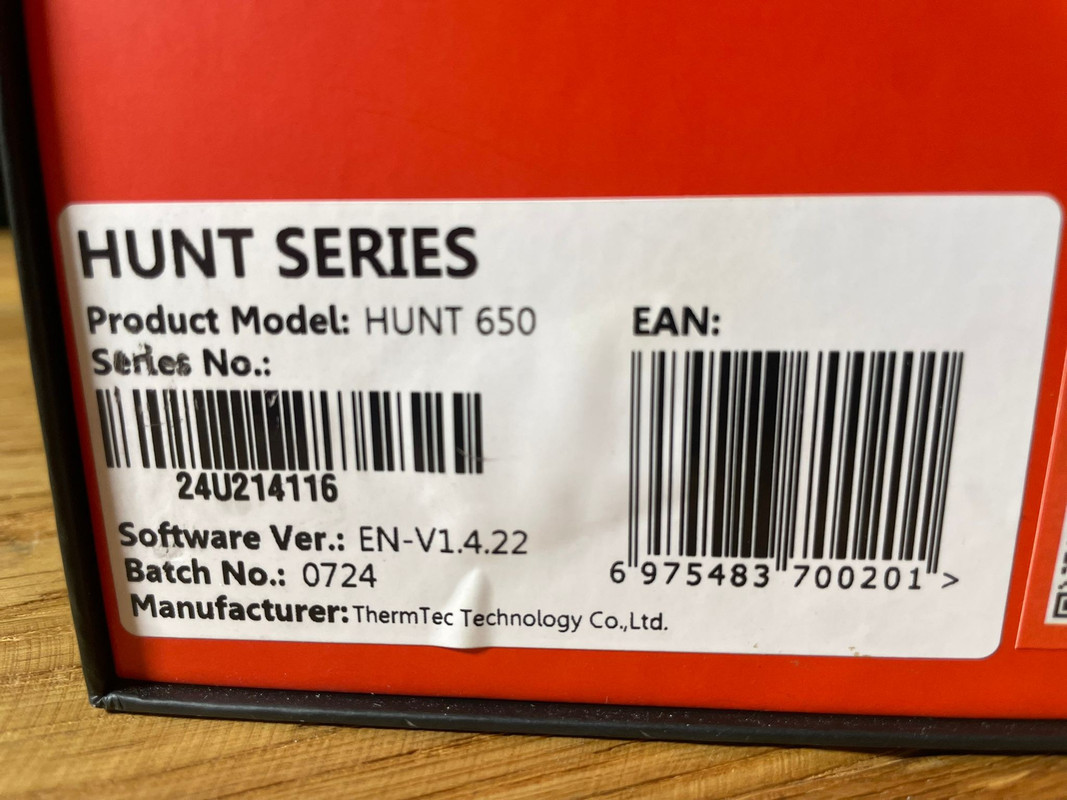 HUNT SERIES
Product Model: HUNT 650
Series No.:
24U214116
Software Ver.: EN-V1.4.22
Batch No.: 0724
Manufacturer: ThermTec Technology Co.,Ltd.
EAN:
6 975483 700201 >